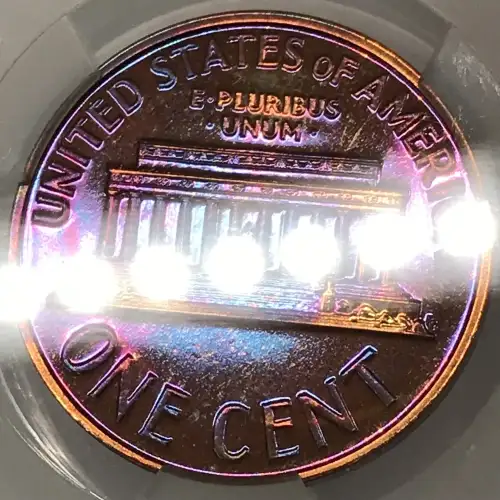 UNITED STATES OF AMERICA
E·PLURIBUS
·UNUM·
ONE CENT